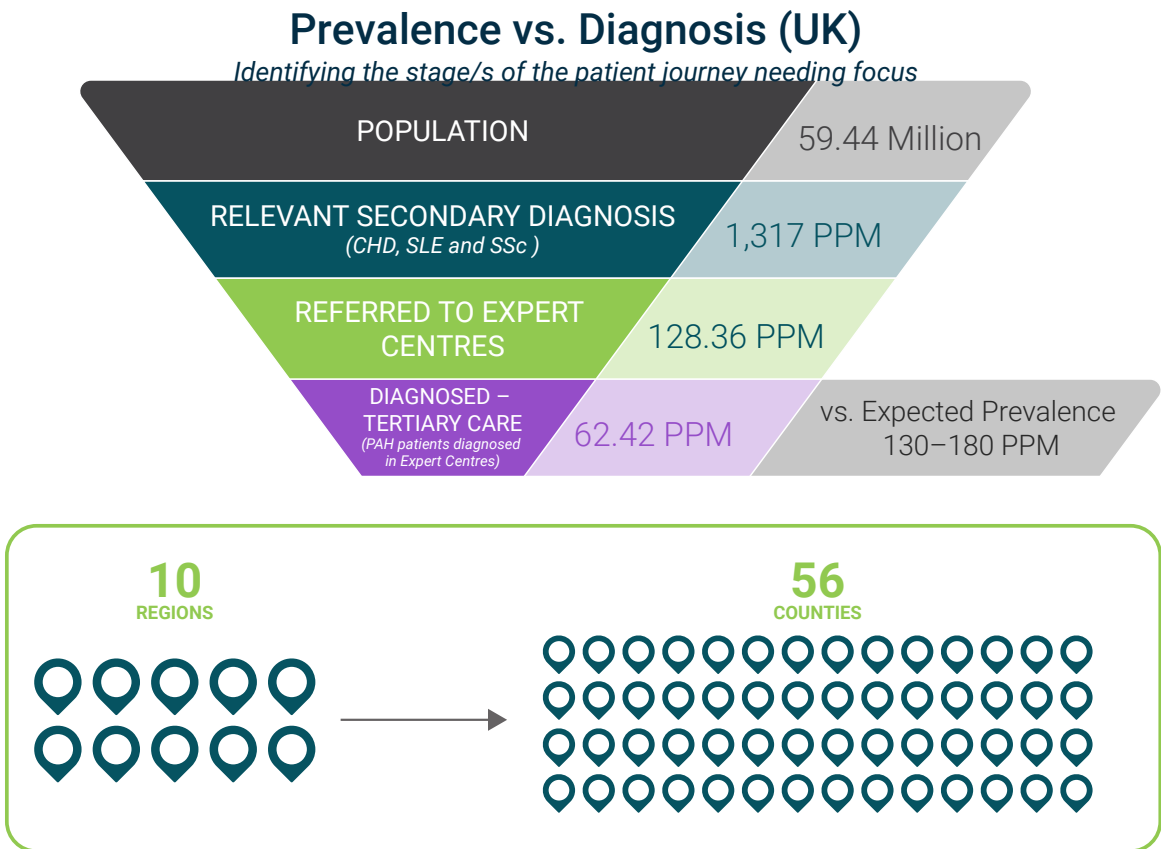 Prevalence vs. Diagnosis (UK)
Identifying the stage/s of the patient journey needing focus
POPULATION
59.44 Million
RELEVANT SECONDARY DIAGNOSIS
(CHD, SLE and SSc )
1,317 PPM
REFERRED TO EXPERT
CENTRES
128.36 PPM
DIAGNOSED –
TERTIARY CARE
(PAH patients diagnosed
in Expert Centres)
62.42 PPM
vs. Expected Prevalence
130–180 PPM
10
REGIONS
56
COUNTIES